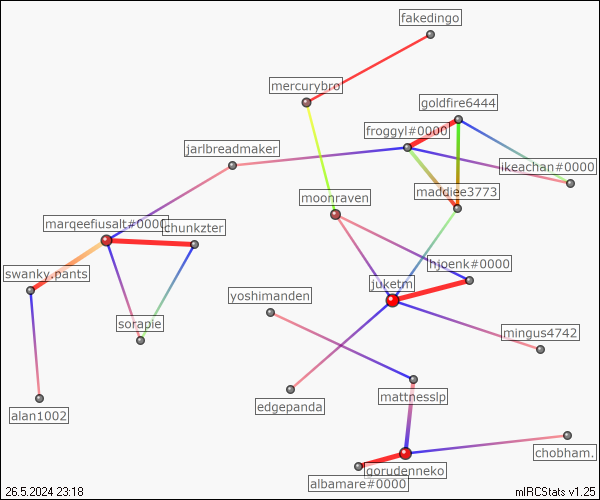 fakedingo
mercurybro
goldfire6444
froggyl#0000
jarlbreadmaker
ikeachan#0000
maddiee3773
moonraven
marqeefiusalt#0000
chunkzter
hjoenk#0000
swanky.pants
juketm
yoshimanden
sorapie
mingus4742
mattnesslp
edgepanda
alan1002
chobham.
gorudenneko
albamare#0000
26.5.2024 23:18
mIRCStats v1.25